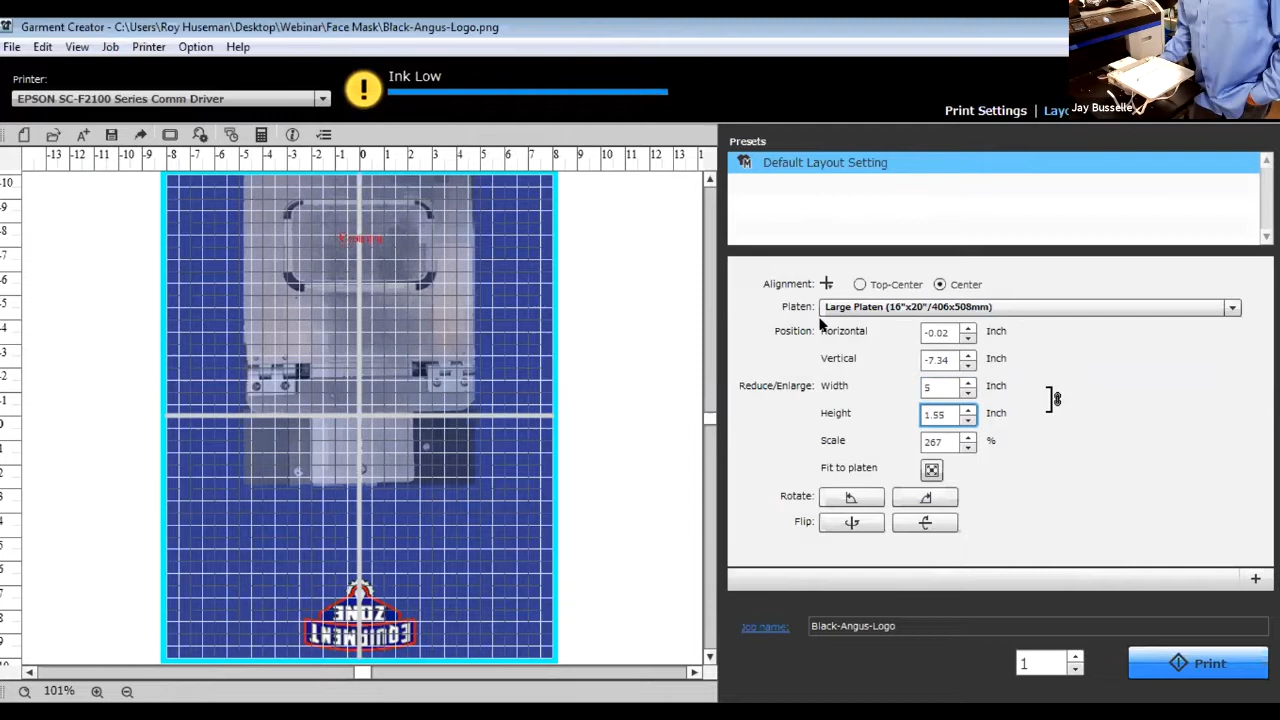 Garment Creator - C:\Users\Roy Huseman\Desktop\Webinar\Face Mask\Black-Angus-Logo.png
File Edit View Job Printer Option Help
Printer:
EPSON SC-F2100 Series Comm Driver
Ink Low
Print Settings |
Jay Busselle
-13 -12 -11 -10 -9 -8 -7 -6 -5 -4 -3 -2 -1 0 1 2 3 4 5 6 7 8 9 10 11 12 13 1
Presets
Default Layout Setting
Alignment: Top-Center Center
Platen: Large Platen (16"x20"/406x508mm)
Position: Horizontal -0.02 Inch
Vertical -7.34 Inch
Reduce/Enlarge: Width 5 Inch
Height 1.55 Inch
Scale 267 %
Fit to platen
Rotate:
Flip:
ZONE
EQUIPMENT
Job name: Black-Angus-Logo
1 Print
101%